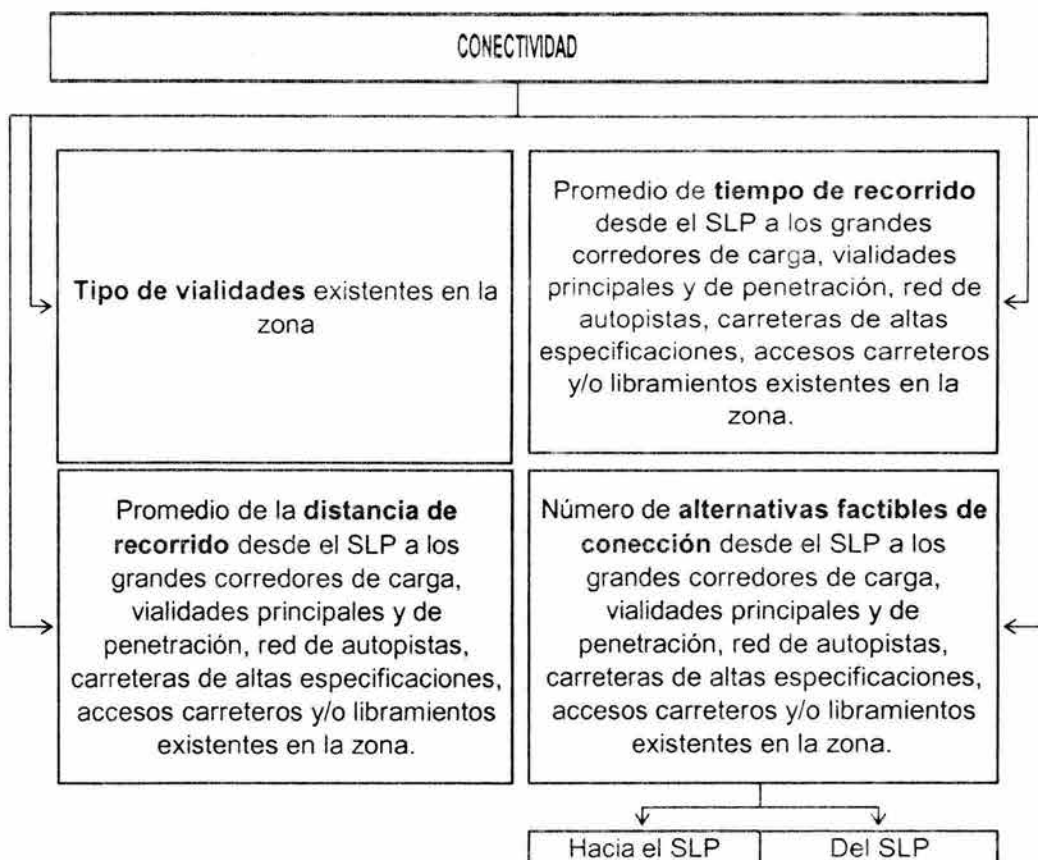 CONECTIVIDAD
Tipo de vialidades existentes en la
zona
Promedio de tiempo de recorrido
desde el SLP a los grandes
corredores de carga, vialidades
principales y de penetración, red de
autopistas, carreteras de altas
especificaciones, accesos carreteros
y/o libramientos existentes en la
zona.
Promedio de la distancia de
recorrido desde el SLP a los
grandes corredores de carga,
vialidades principales y de
penetración, red de autopistas,
carreteras de altas especificaciones,
accesos carreteros y/o libramientos
existentes en la zona.
Número de alternativas factibles de
conección desde el SLP a los
grandes corredores de carga,
vialidades principales y de
penetración, red de autopistas,
carreteras de altas especificaciones,
accesos carreteros y/o libramientos
existentes en la zona.
Hacia el SLP
Del SLP